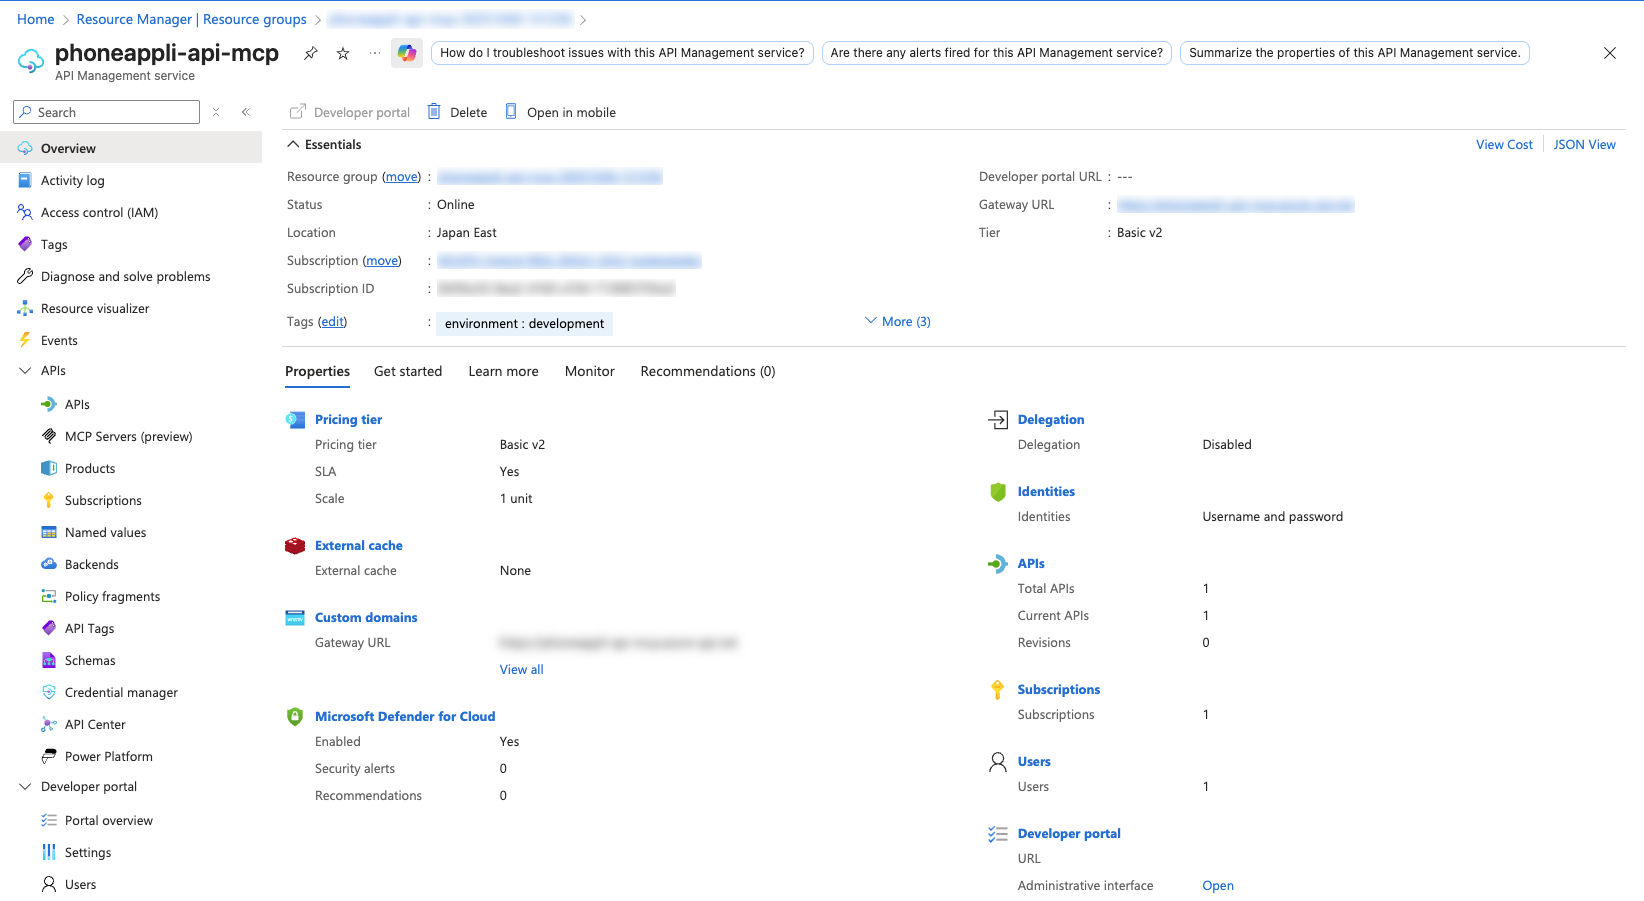 Home > Resource Manager | Resource groups >
phoneappli-api-mcp
API Management service
How do I troubleshoot issues with this API Management service?
Are there any alerts fired for this API Management service?
Summarize the properties of this API Management service.
Search
Overview
Activity log
Access control (IAM)
Tags
Diagnose and solve problems
Resource visualizer
Events
APIs
APIs
MCP Servers (preview)
Products
Subscriptions
Named values
Backends
Policy fragments
API Tags
Schemas
Credential manager
API Center
Power Platform
Developer portal
Portal overview
Settings
Users
Developer portal
Delete
Open in mobile
Essentials
View Cost
JSON View
Resource group (move) :
Status : Online
Location : Japan East
Subscription (move) :
Subscription ID :
Tags (edit) : environment : development
More (3)
Developer portal URL : ---
Gateway URL :
Tier : Basic v2
Properties
Get started
Learn more
Monitor
Recommendations (0)
Pricing tier
Pricing tier Basic v2
SLA Yes
Scale 1 unit
External cache
External cache None
Custom domains
Gateway URL
View all
Microsoft Defender for Cloud
Enabled Yes
Security alerts 0
Recommendations 0
Delegation
Delegation Disabled
Identities
Identities Username and password
APIs
Total APIs 1
Current APIs 1
Revisions 0
Subscriptions
Subscriptions 1
Users
Users 1
Developer portal
URL
Administrative interface Open